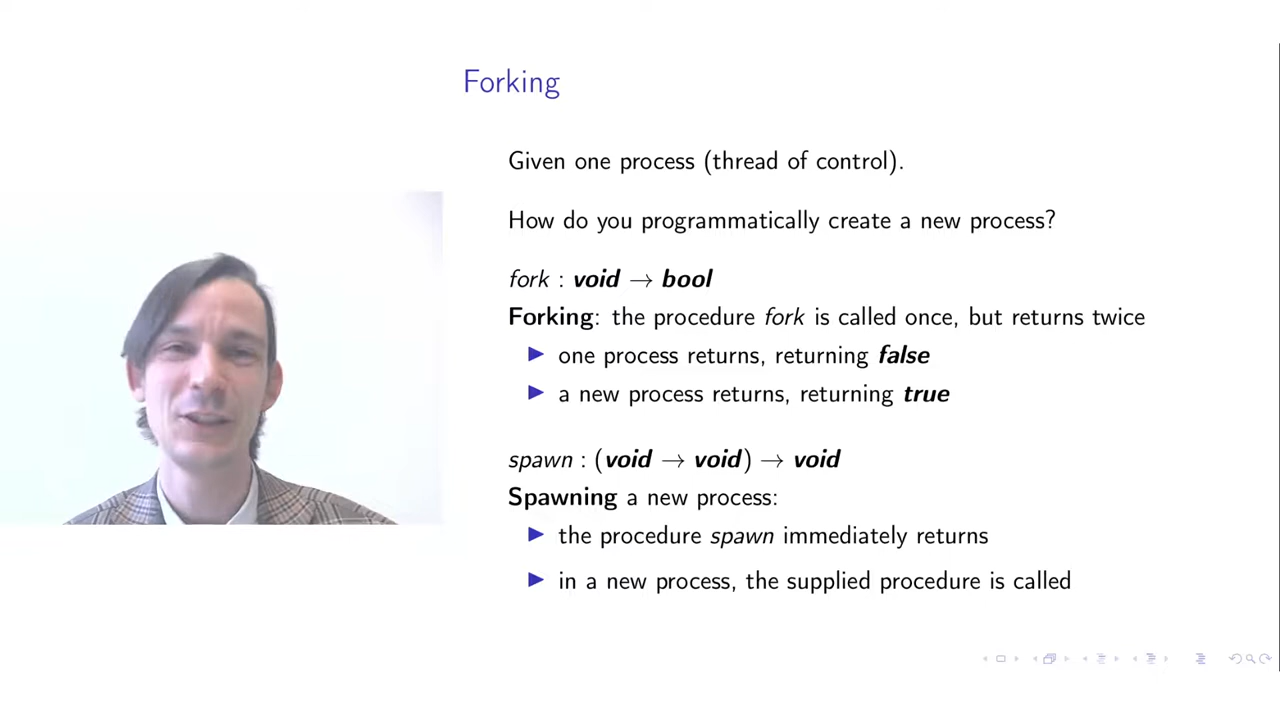 Forking
Given one process (thread of control).
How do you programmatically create a new process?
fork : void → bool
Forking: the procedure fork is called once, but returns twice
▶ one process returns, returning false
▶ a new process returns, returning true
spawn : (void → void) → void
Spawning a new process:
▶ the procedure spawn immediately returns
▶ in a new process, the supplied procedure is called